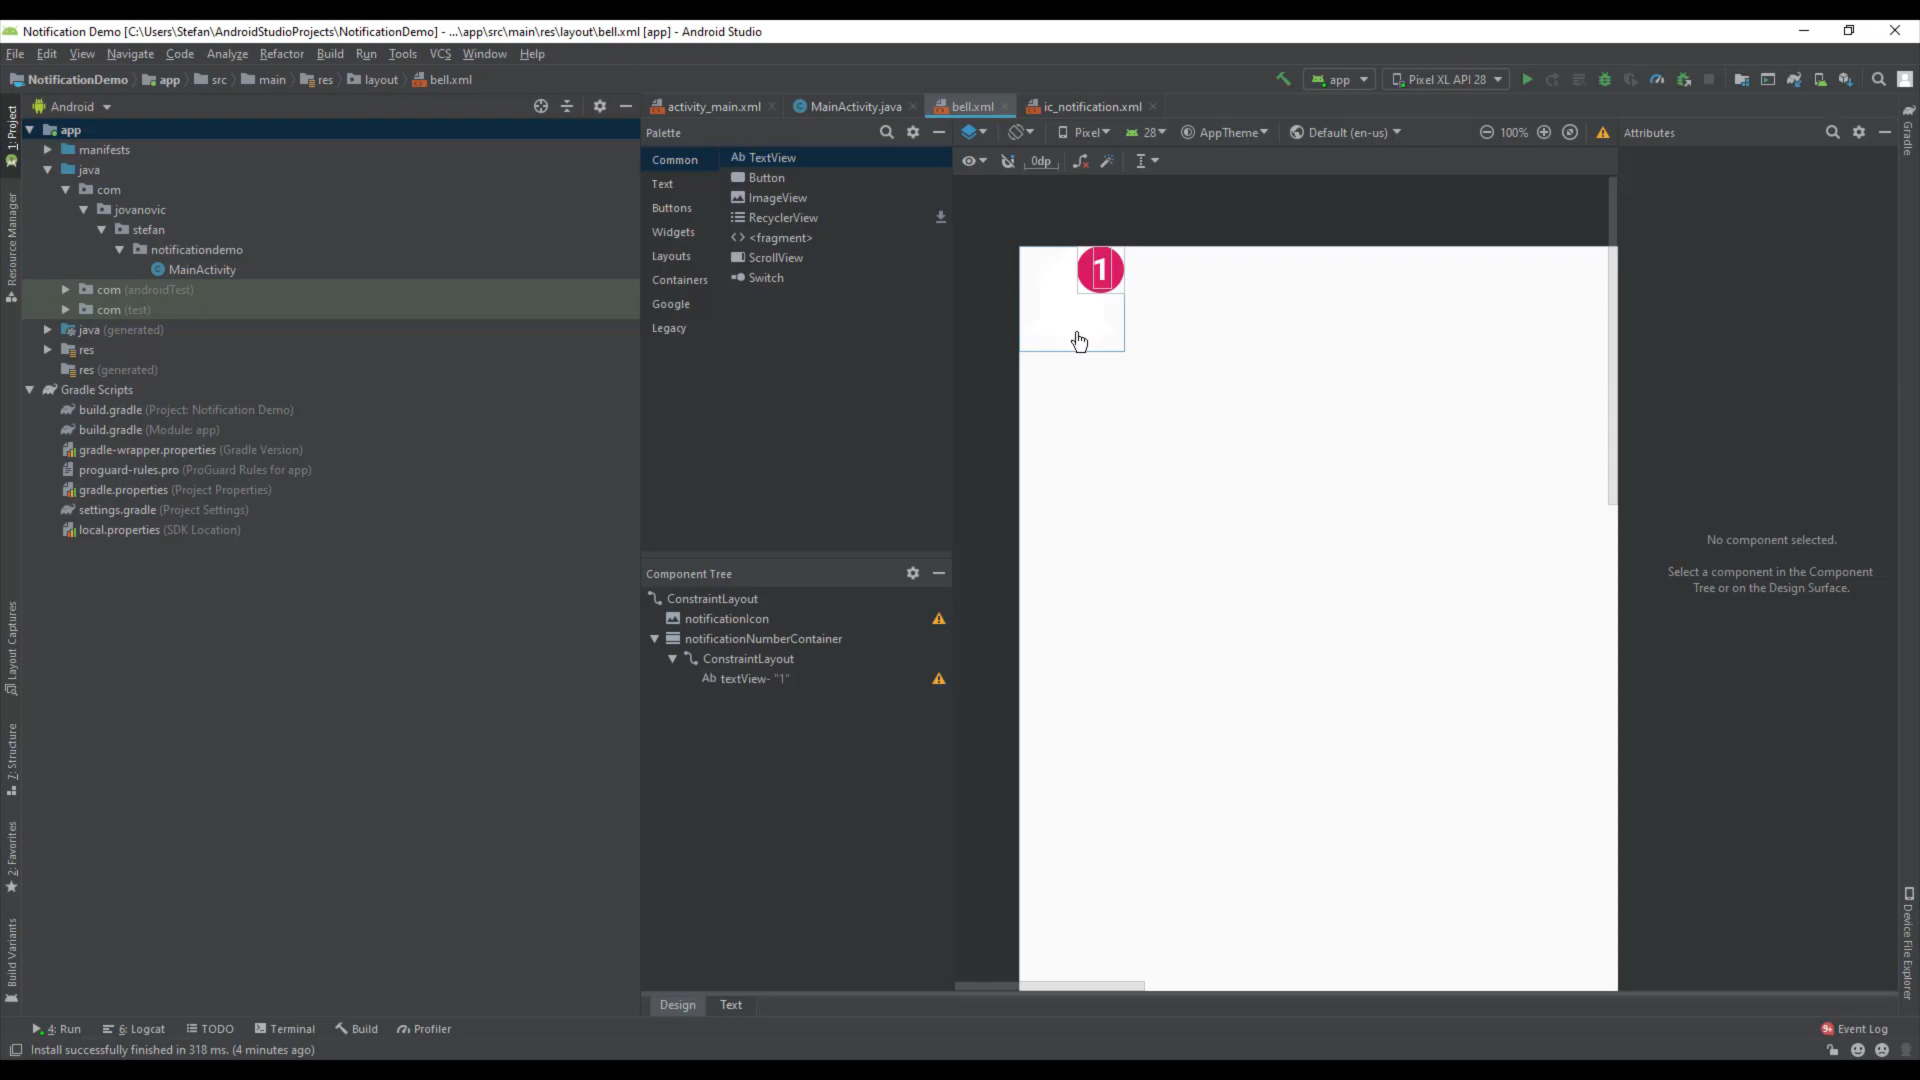 Notification Demo [C:\Users\Stefan\AndroidStudioProjects\NotificationDemo] - ...\app\src\main\res\layout\bell.xml [app] - Android Studio
File Edit View Navigate Code Analyze Refactor Build Run Tools VCS Window Help
NotificationDemo app src main res layout bell.xml
app Pixel XL API 28
Android
activity_main.xml MainActivity.java bell.xml ic_notification.xml
1: Project
Resource Manager
Layout Captures
7: Structure
2: Favorites
Build Variants
app
manifests
java
com
jovanovic
stefan
notificationdemo
MainActivity
com (androidTest)
com (test)
java (generated)
res
res (generated)
Gradle Scripts
build.gradle (Project: Notification Demo)
build.gradle (Module: app)
gradle-wrapper.properties (Gradle Version)
proguard-rules.pro (ProGuard Rules for app)
gradle.properties (Project Properties)
settings.gradle (Project Settings)
local.properties (SDK Location)
Palette
Common
Text
Buttons
Widgets
Layouts
Containers
Google
Legacy
Ab TextView
Button
ImageView
RecyclerView
<fragment>
ScrollView
Switch
Component Tree
ConstraintLayout
notificationIcon
notificationNumberContainer
ConstraintLayout
Ab textView- "1"
Pixel 28 AppTheme Default (en-us) 100%
0dp
1
Design Text
Attributes
No component selected.
Select a component in the Component
Tree or on the Design Surface.
Gradle
Device File Explorer
4: Run 6: Logcat TODO Terminal Build Profiler
9+ Event Log
Install successfully finished in 318 ms. (4 minutes ago)